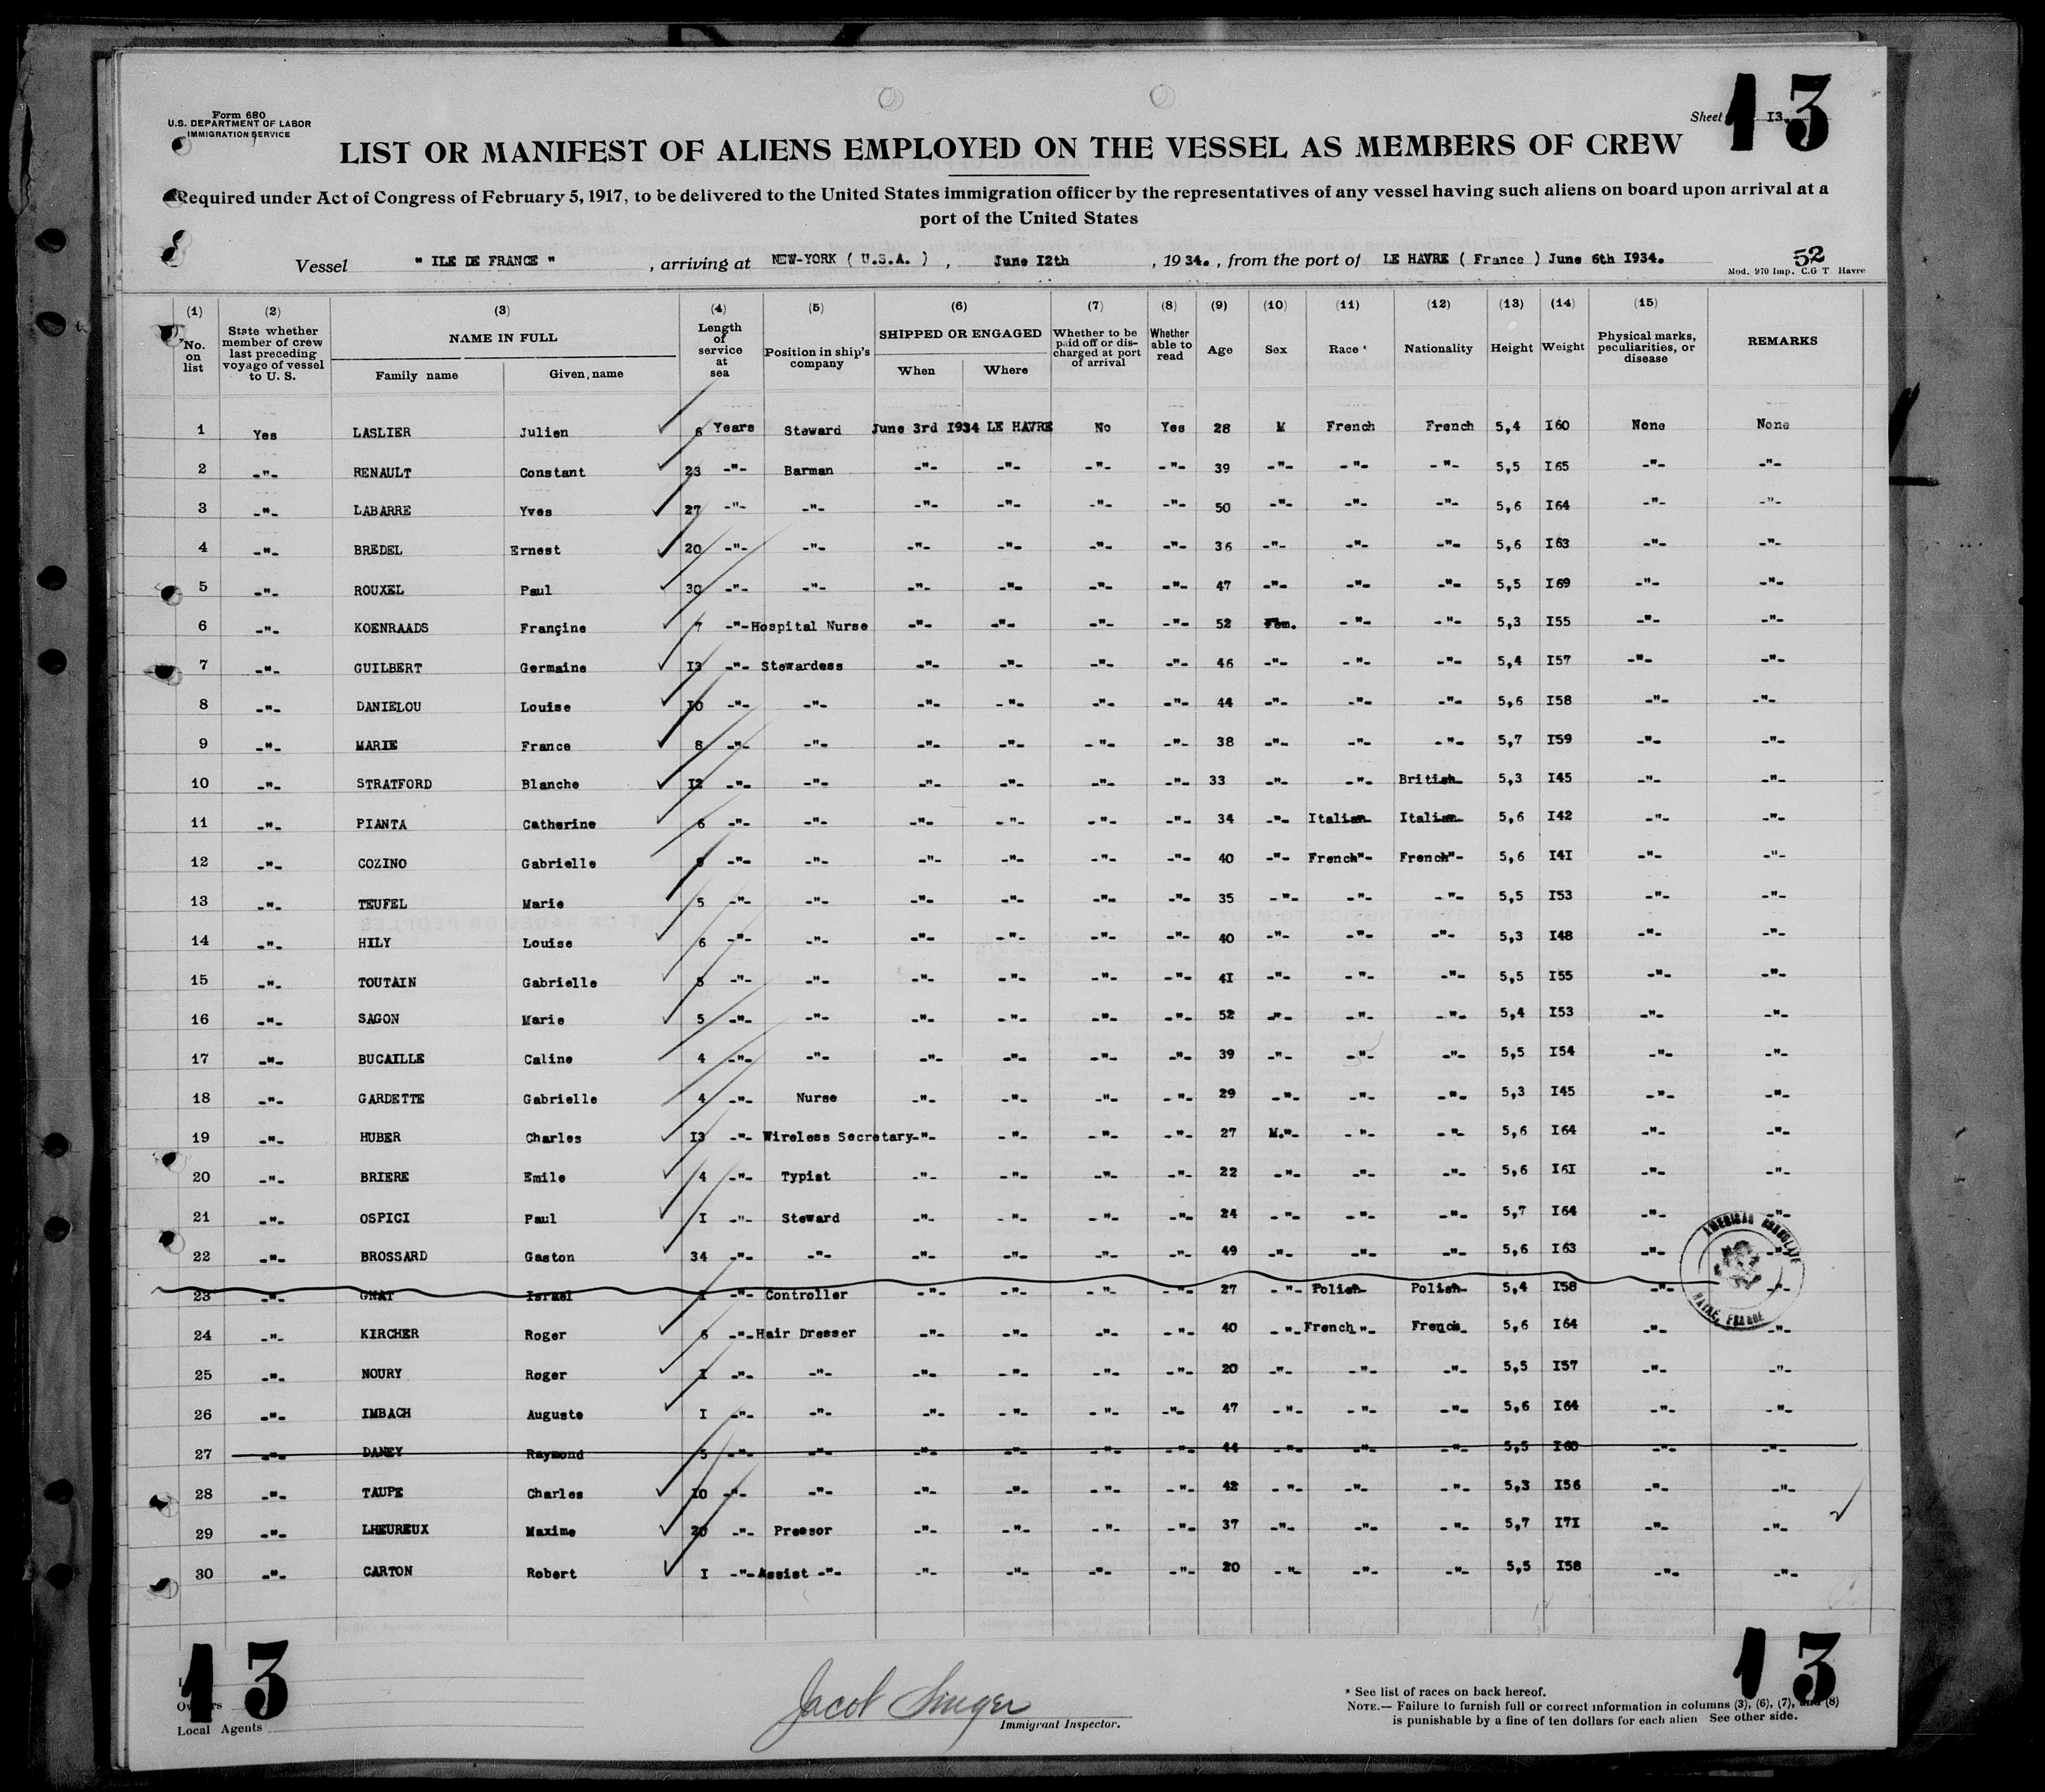 Form 680
U.S. DEPARTMENT OF LABOR
IMMIGRATION SERVICE
Sheet I3.
13
LIST OR MANIFEST OF ALIENS EMPLOYED ON THE VESSEL AS MEMBERS OF CREW
Required under Act of Congress of February 5, 1917, to be delivered to the United States immigration officer by the representatives of any vessel having such aliens on board upon arrival at a
port of the United States
Vessel " ILE DE FRANCE " , arriving at NEW-YORK ( U.S.A. ) , June I2th , 1934. , from the port of LE HAVRE ( France ) June 6th I934.
52
Mod. 970 Imp. C.G T Havre
(1) No. on list (2) State whether member of crew last preceding voyage of vessel to U. S. (3) NAME IN FULL Family name Given name (4) Length of service at sea (5) Position in ship's company (6) SHIPPED OR ENGAGED When Where (7) Whether to be paid off or discharged at port of arrival (8) Whether able to read (9) Age (10) Sex (11) Race * (12) Nationality (13) Height (14) Weight (15) Physical marks, peculiarities, or disease REMARKS
1 Yes LASLIER Julien 6 Years Steward June 3rd I934 LE HAVRE No Yes 28 M French French 5,4 I60 None None
2 -"- RENAULT Constant 23 -"- Barman -"- -"- -"- -"- 39 -"- -"- -"- 5,5 I65 -"- -"-
3 -"- LABARRE Yves 27 -"- -"- -"- -"- -"- -"- 50 -"- -"- -"- 5,6 I64 -"- -"-
4 -"- BREDEL Ernest 20 -"- -"- -"- -"- -"- -"- 36 -"- -"- -"- 5,6 I63 -"- -"-
5 -"- ROUXEL Paul 30 -"- -"- -"- -"- -"- -"- 47 -"- -"- -"- 5,5 I69 -"- -"-
6 -"- KOENRAADS Françine 7 -"- Hospital Nurse -"- -"- -"- -"- 52 Fem. -"- -"- 5,3 I55 -"- -"-
7 -"- GUILBERT Germaine I3 -"- Stewardess -"- -"- -"- -"- 46 -"- -"- -"- 5,4 I57 -"- -"-
8 -"- DANIELOU Louise I0 -"- -"- -"- -"- -"- -"- 44 -"- -"- -"- 5,6 I58 -"- -"-
9 -"- MARIE France 8 -"- -"- -"- -"- -"- -"- 38 -"- -"- -"- 5,7 I59 -"- -"-
10 -"- STRATFORD Blanche I2 -"- -"- -"- -"- -"- -"- 33 -"- -"- British 5,3 I45 -"- -"-
11 -"- PIANTA Catherine 6 -"- -"- -"- -"- -"- -"- 34 -"- Italian Italian 5,6 I42 -"- -"-
12 -"- COZINO Gabrielle -"- -"- -"- -"- -"- -"- 40 -"- French"- French"- 5,6 I4I -"- -"-
13 -"- TEUFEL Marie 5 -"- -"- -"- -"- -"- -"- 35 -"- -"- -"- 5,5 I53 -"- -"-
14 -"- HILY Louise 6 -"- -"- -"- -"- -"- -"- 40 -"- -"- -"- 5,3 I48 -"- -"-
15 -"- TOUTAIN Gabrielle -"- -"- -"- -"- -"- -"- 4I -"- -"- -"- 5,5 I55 -"- -"-
16 -"- SAGON Marie 5 -"- -"- -"- -"- -"- -"- 52 -"- -"- -"- 5,4 I53 -"- -"-
17 -"- BUCAILLE Caline 4 -"- -"- -"- -"- -"- -"- 39 -"- -"- -"- 5,5 I54 -"- -"-
18 -"- GARDETTE Gabrielle 4 -"- Nurse -"- -"- -"- -"- 29 -"- -"- -"- 5,3 I45 -"- -"-
19 -"- HUBER Charles I3 -"- Wireless Secretary -"- -"- -"- -"- 27 M."- -"- -"- 5,6 I64 -"- -"-
20 -"- BRIERE Emile 4 -"- Typist -"- -"- -"- -"- 22 -"- -"- -"- 5,6 I6I -"- -"-
21 -"- OSPICI Paul I -"- Steward -"- -"- -"- -"- 24 -"- -"- -"- 5,7 I64 -"- -"-
22 -"- BROSSARD Gaston 34 -"- -"- -"- -"- -"- -"- 49 -"- -"- -"- 5,6 I63 -"- -"-
23 -"- GNAT Israel I -"- Controller -"- -"- -"- -"- 27 -"- Polish Polish 5,4 I58 -"- -"-
24 -"- KIRCHER Roger 6 -"- Hair Dresser -"- -"- -"- -"- 40 -"- French"- French 5,6 I64 -"- -"-
25 -"- NOURY Roger I -"- -"- -"- -"- -"- -"- 20 -"- -"- -"- 5,5 I57 -"- -"-
26 -"- IMBACH Auguste I -"- -"- -"- -"- -"- -"- 47 -"- -"- -"- 5,6 I64 -"- -"-
27 -"- DANEY Raymond 5 -"- -"- -"- -"- -"- -"- 44 -"- -"- -"- 5,5 I60 -"- -"-
28 -"- TAUPE Charles I0 -"- -"- -"- -"- -"- -"- 42 -"- -"- -"- 5,3 I56 -"- -"-
29 -"- LHEUREUX Maxime 20 -"- Pressor -"- -"- -"- -"- 37 -"- -"- -"- 5,7 I7I -"- -"-
30 -"- CARTON Robert I -"- Assist -"- -"- -"- -"- -"- 20 -"- -"- -"- 5,5 I58 -"- -"-
AMERICAN CONSULATE
HAVRE, FRANCE
13
13
Owners
Local Agents
Jacob Singer
Immigrant Inspector.
* See list of races on back hereof.
NOTE.— Failure to furnish full or correct information in columns (3), (6), (7), and (8)
is punishable by a fine of ten dollars for each alien See other side.